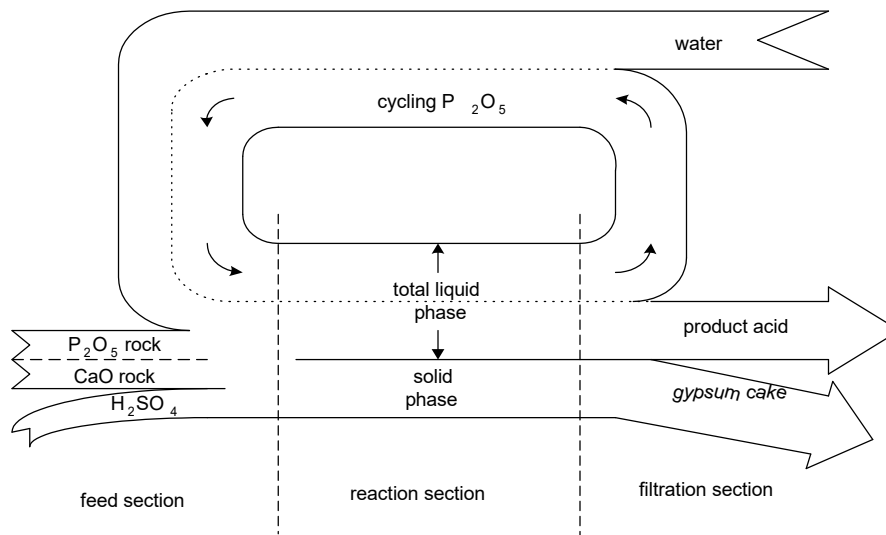 water
cycling P₂O₅
total liquid
phase
product acid
P₂O₅ rock
CaO rock
solid
phase
gypsum cake
H₂SO₄
feed section
reaction section
filtration section